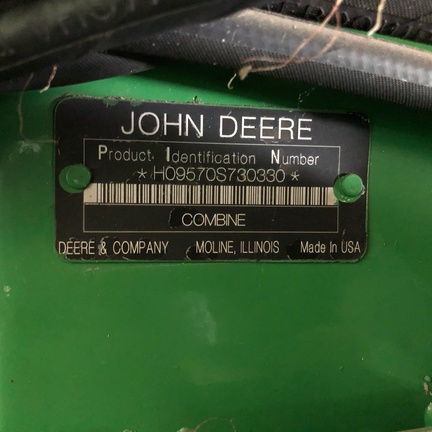 JOHN DEERE
Product Identification Number
*H09570S730330*
COMBINE
DEERE & COMPANY MOLINE, ILLINOIS Made In USA